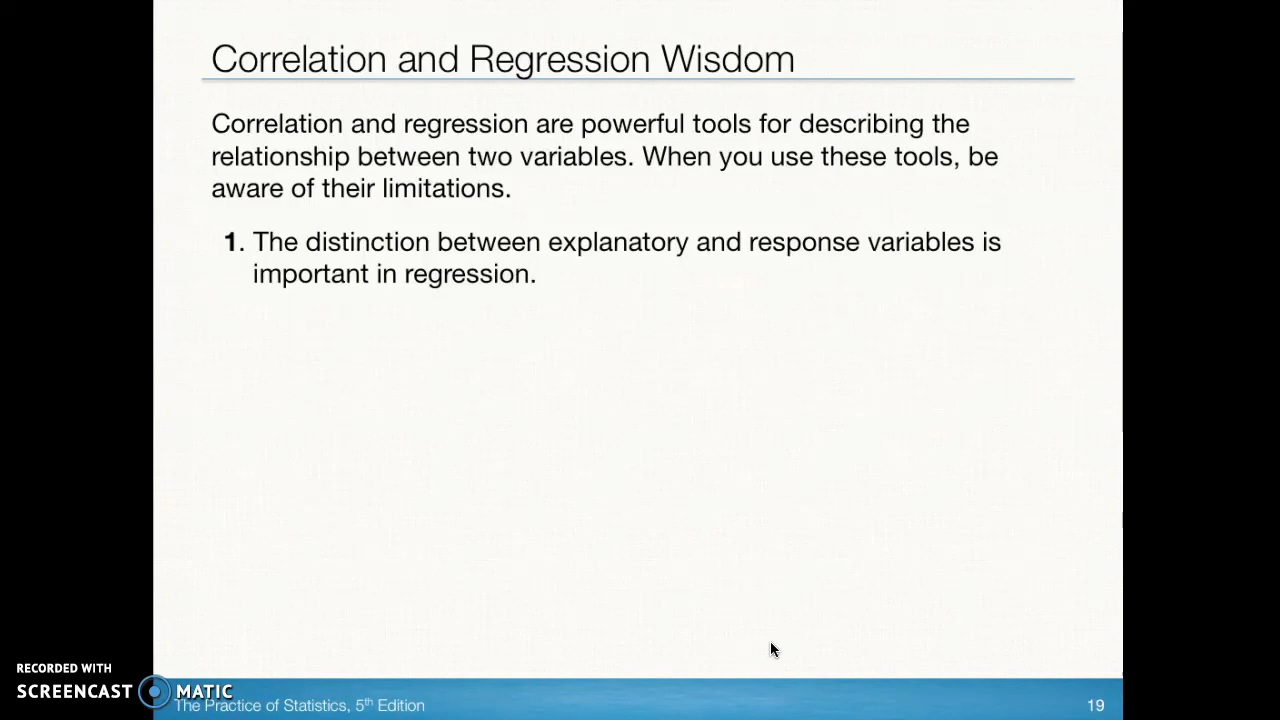 Correlation and Regression Wisdom
Correlation and regression are powerful tools for describing the
relationship between two variables. When you use these tools, be
aware of their limitations.
1. The distinction between explanatory and response variables is
important in regression.
RECORDED WITH
SCREENCAST MATIC
The Practice of Statistics, 5th Edition
19